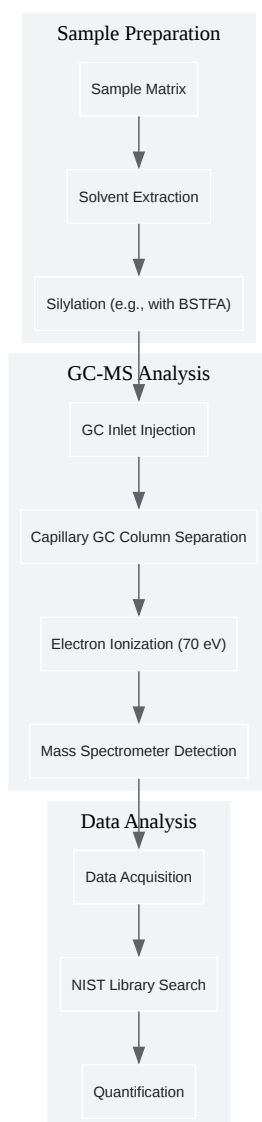 Sample Preparation
Sample Matrix
Solvent Extraction
Silylation (e.g., with BSTFA)
GC-MS Analysis
GC Inlet Injection
Capillary GC Column Separation
Electron Ionization (70 eV)
Mass Spectrometer Detection
Data Analysis
Data Acquisition
NIST Library Search
Quantification